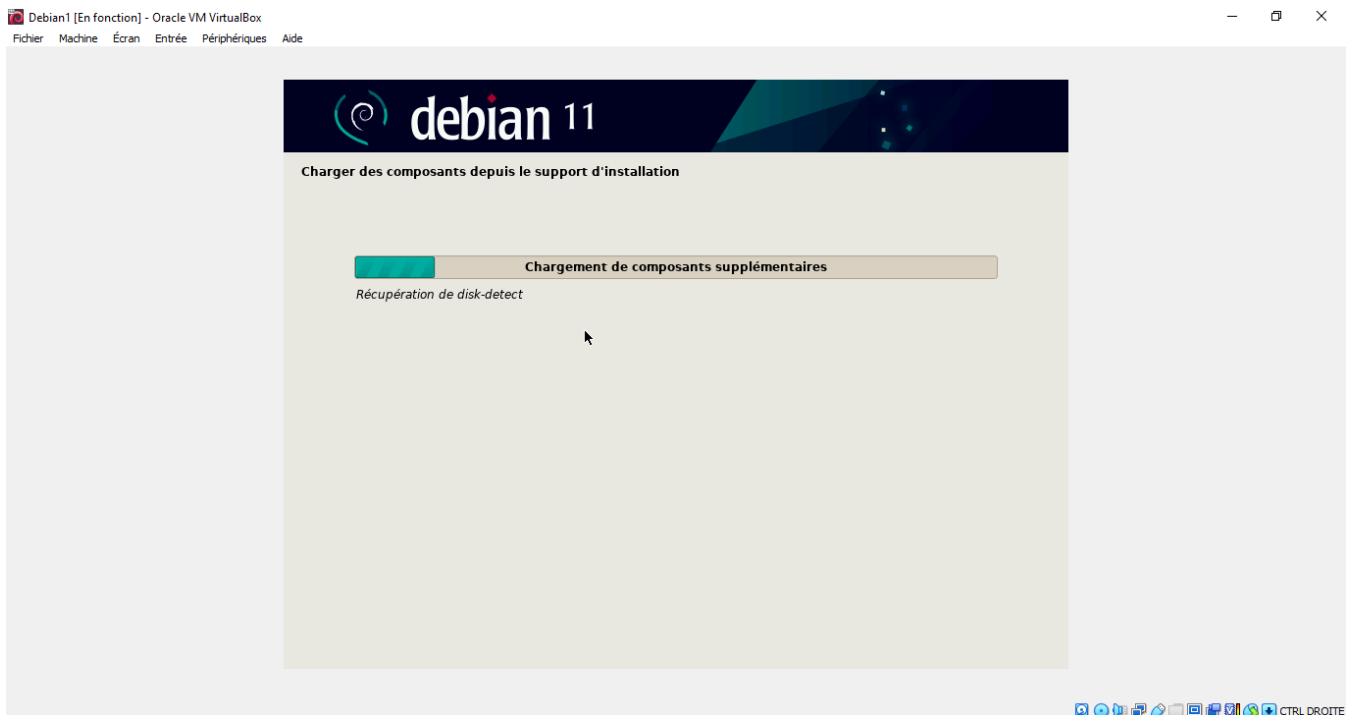 Debian1 [En fonction] - Oracle VM VirtualBox
Fichier Machine Écran Entrée Périphériques Aide
debian 11
Charger des composants depuis le support d'installation
Chargement de composants supplémentaires
Récupération de disk-detect
CTRL DROITE